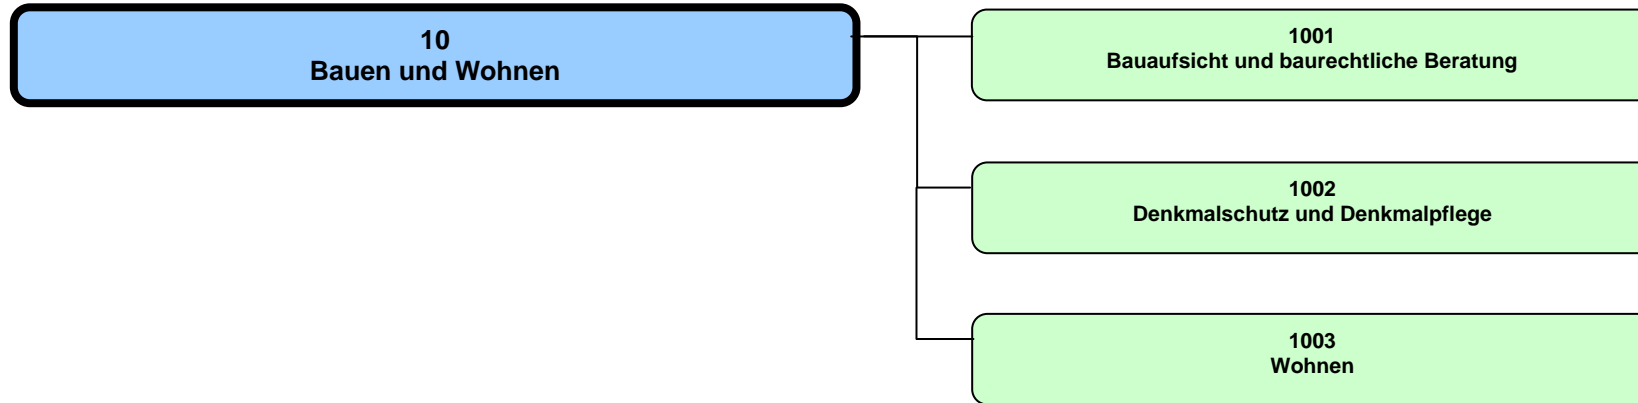 10
Bauen und Wohnen
1001
Bauaufsicht und baurechtliche Beratung
1002
Denkmalschutz und Denkmalpflege
1003
Wohnen